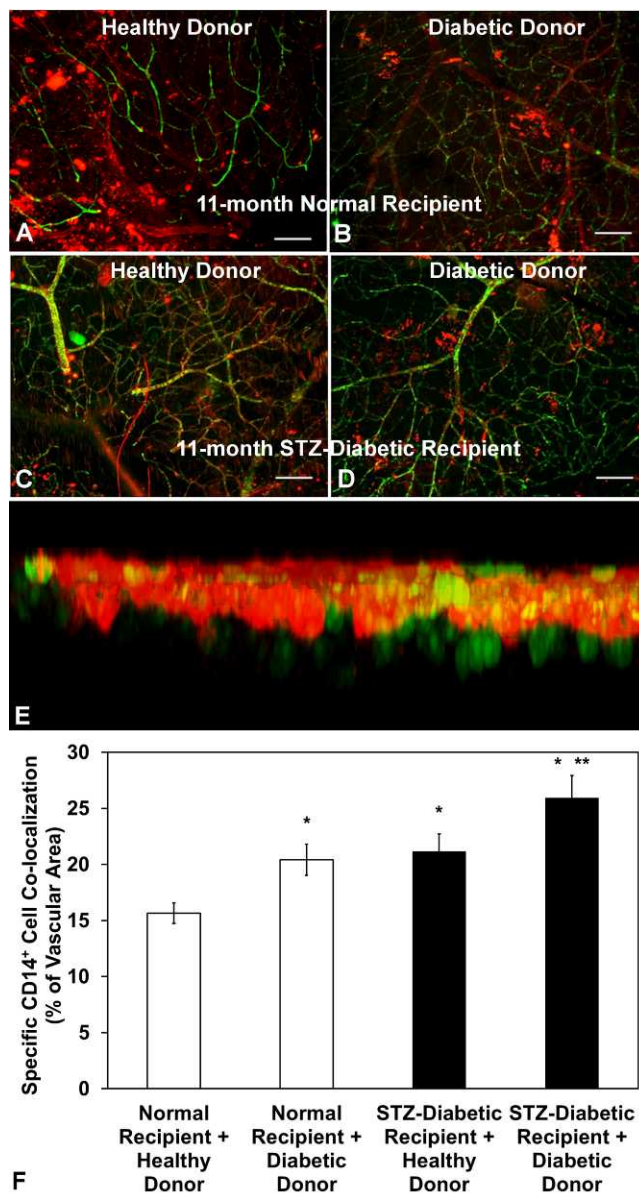 Healthy Donor
Diabetic Donor
11-month Normal Recipient
A
B
Healthy Donor
Diabetic Donor
11-month STZ-Diabetic Recipient
C
D
E
Specific CD14⁺ Cell Co-localization
(% of Vascular Area)
30
25
20
15
10
5
0
*
*
* **
Normal
Recipient +
Healthy
Donor
Normal
Recipient +
Diabetic
Donor
STZ-Diabetic
Recipient +
Healthy
Donor
STZ-Diabetic
Recipient +
Diabetic
Donor
F